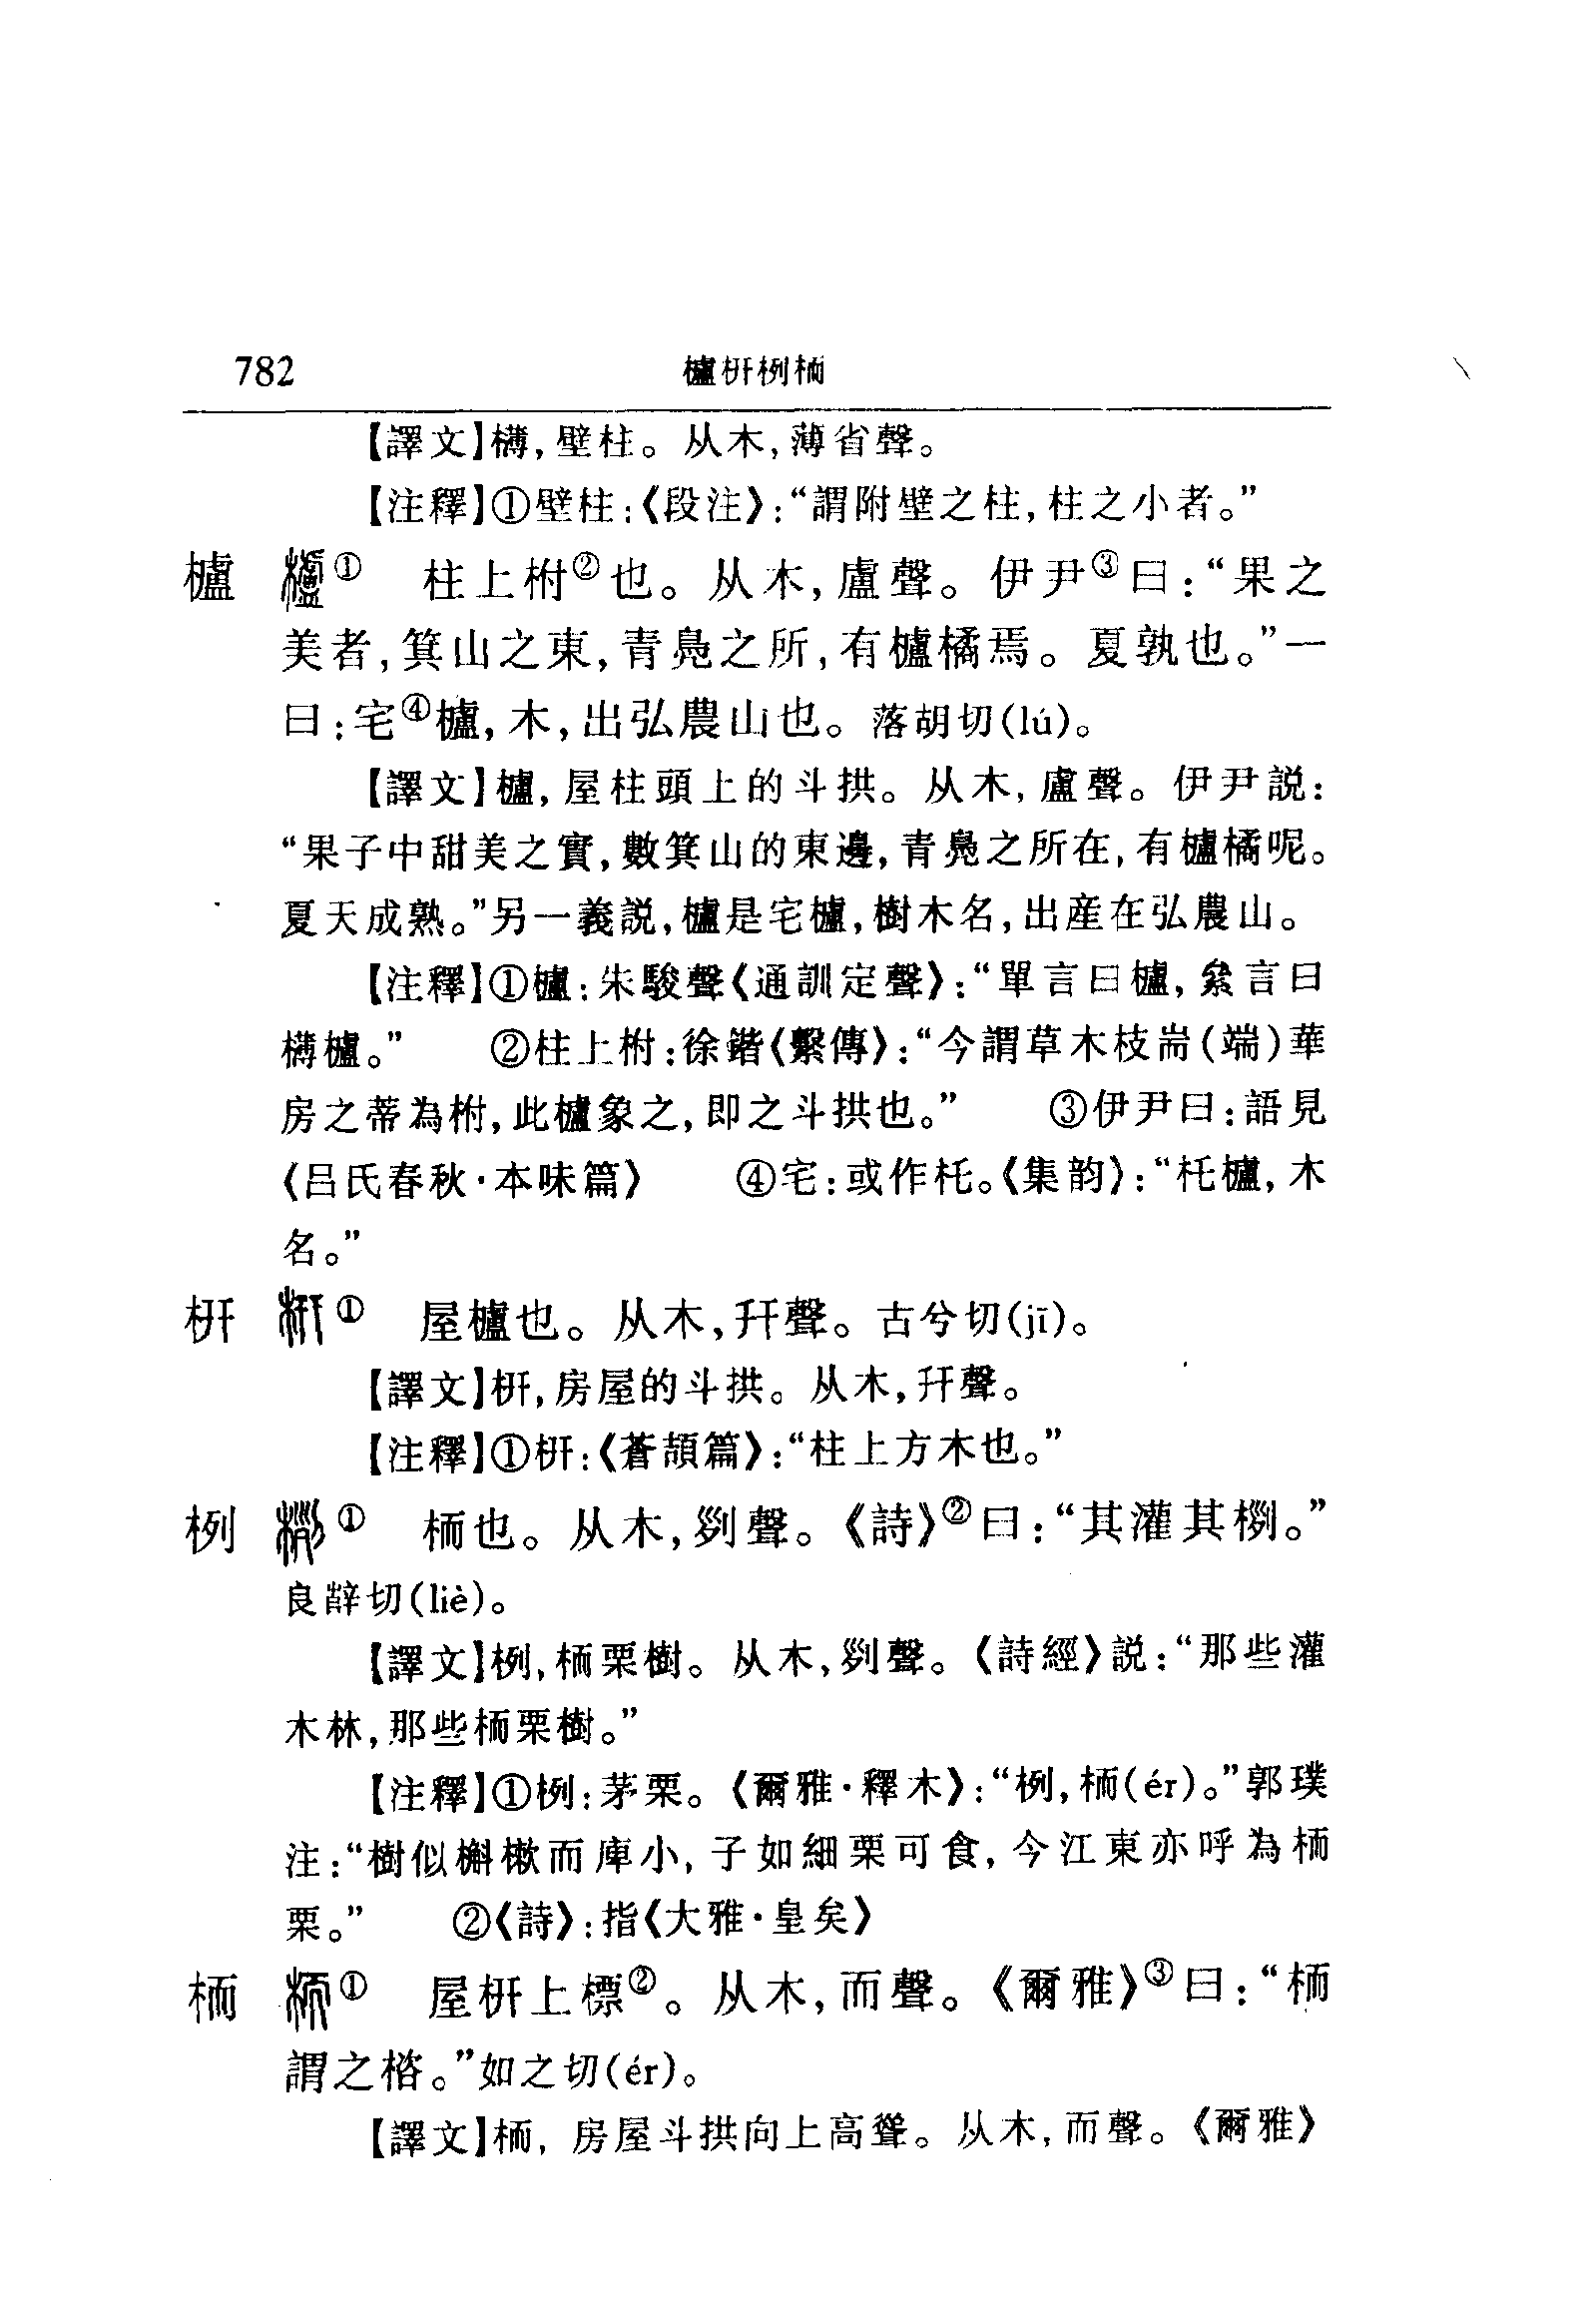 782 櫨枅栵栭
【譯文】欂,壁柱。从木,薄省聲。
【注釋】①壁柱:《段注》:“謂附壁之柱,柱之小者。”
櫨 櫨① 柱上柎②也。从木,盧聲。伊尹③曰:“果之
美者,箕山之東,青鳧之所,有櫨橘焉。夏孰也。”一
曰:宅④櫨,木,出弘農山也。落胡切(lú)。
【譯文】櫨,屋柱頭上的斗拱。从木,盧聲。伊尹説:
“果子中甜美之實,數箕山的東邊,青鳧之所在,有櫨橘呢。
夏天成熟。”另一義説,櫨是宅櫨,樹木名,出産在弘農山。
【注釋】①櫨:朱駿聲《通訓定聲》:“單言曰櫨,絫言曰
欂櫨。” ②柱上柎:徐鍇《繫傳》:“今謂草木枝耑(端)華
房之蒂為柎,此櫨象之,即之斗拱也。” ③伊尹曰:語見
《吕氏春秋·本味篇》 ④宅:或作杔。《集韵》:“杔櫨,木
名。”
枅 枅① 屋櫨也。从木,幵聲。古兮切(jī)。
【譯文】枅,房屋的斗拱。从木,幵聲。
【注釋】①枅:《蒼頡篇》:“柱上方木也。”
栵 栵① 栭也。从木,𠛱聲。《詩》②曰:“其灌其栵。”
良辥切(liè)。
【譯文】栵,栭栗樹。从木,𠛱聲。《詩經》説:“那些灌
木林,那些栭栗樹。”
【注釋】①栵:茅栗。《爾雅·釋木》:“栵,栭(ér)。”郭璞
注:“樹似槲樕而庳小,子如細栗可食,今江東亦呼為栭
栗。” ②《詩》:指《大雅·皇矣》
栭 栭① 屋枅上標②。从木,而聲。《爾雅》③曰:“栭
謂之楶。”如之切(ér)。
【譯文】栭,房屋斗拱向上高聳。从木,而聲。《爾雅》